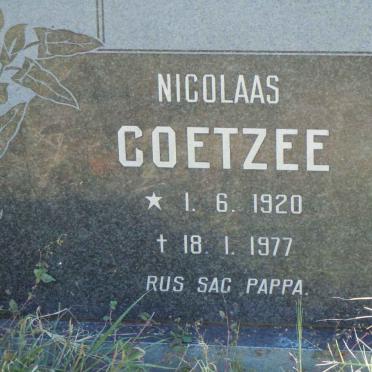 NICOLAAS
COETZEE
★ 1. 6. 1920
† 18. 1. 1977
RUS SAG PAPPA.